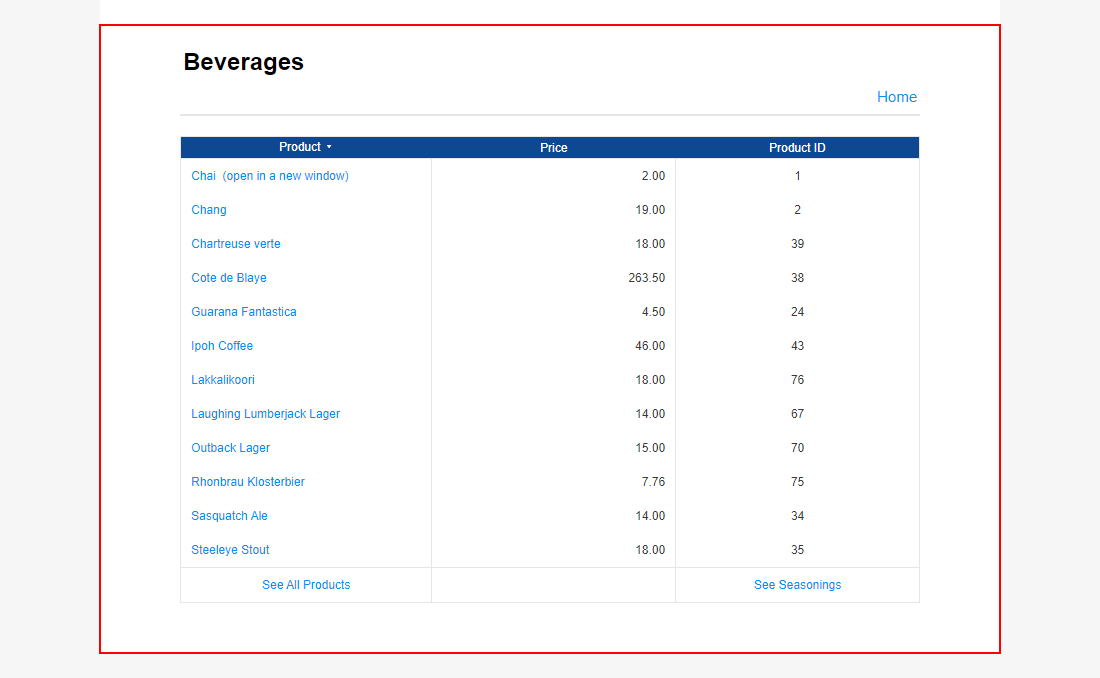 Beverages
Home
Product Price Product ID
Chai (open in a new window) 2.00 1
Chang 19.00 2
Chartreuse verte 18.00 39
Cote de Blaye 263.50 38
Guarana Fantastica 4.50 24
Ipoh Coffee 46.00 43
Lakkalikoori 18.00 76
Laughing Lumberjack Lager 14.00 67
Outback Lager 15.00 70
Rhonbrau Klosterbier 7.76 75
Sasquatch Ale 14.00 34
Steeleye Stout 18.00 35
See All Products See Seasonings